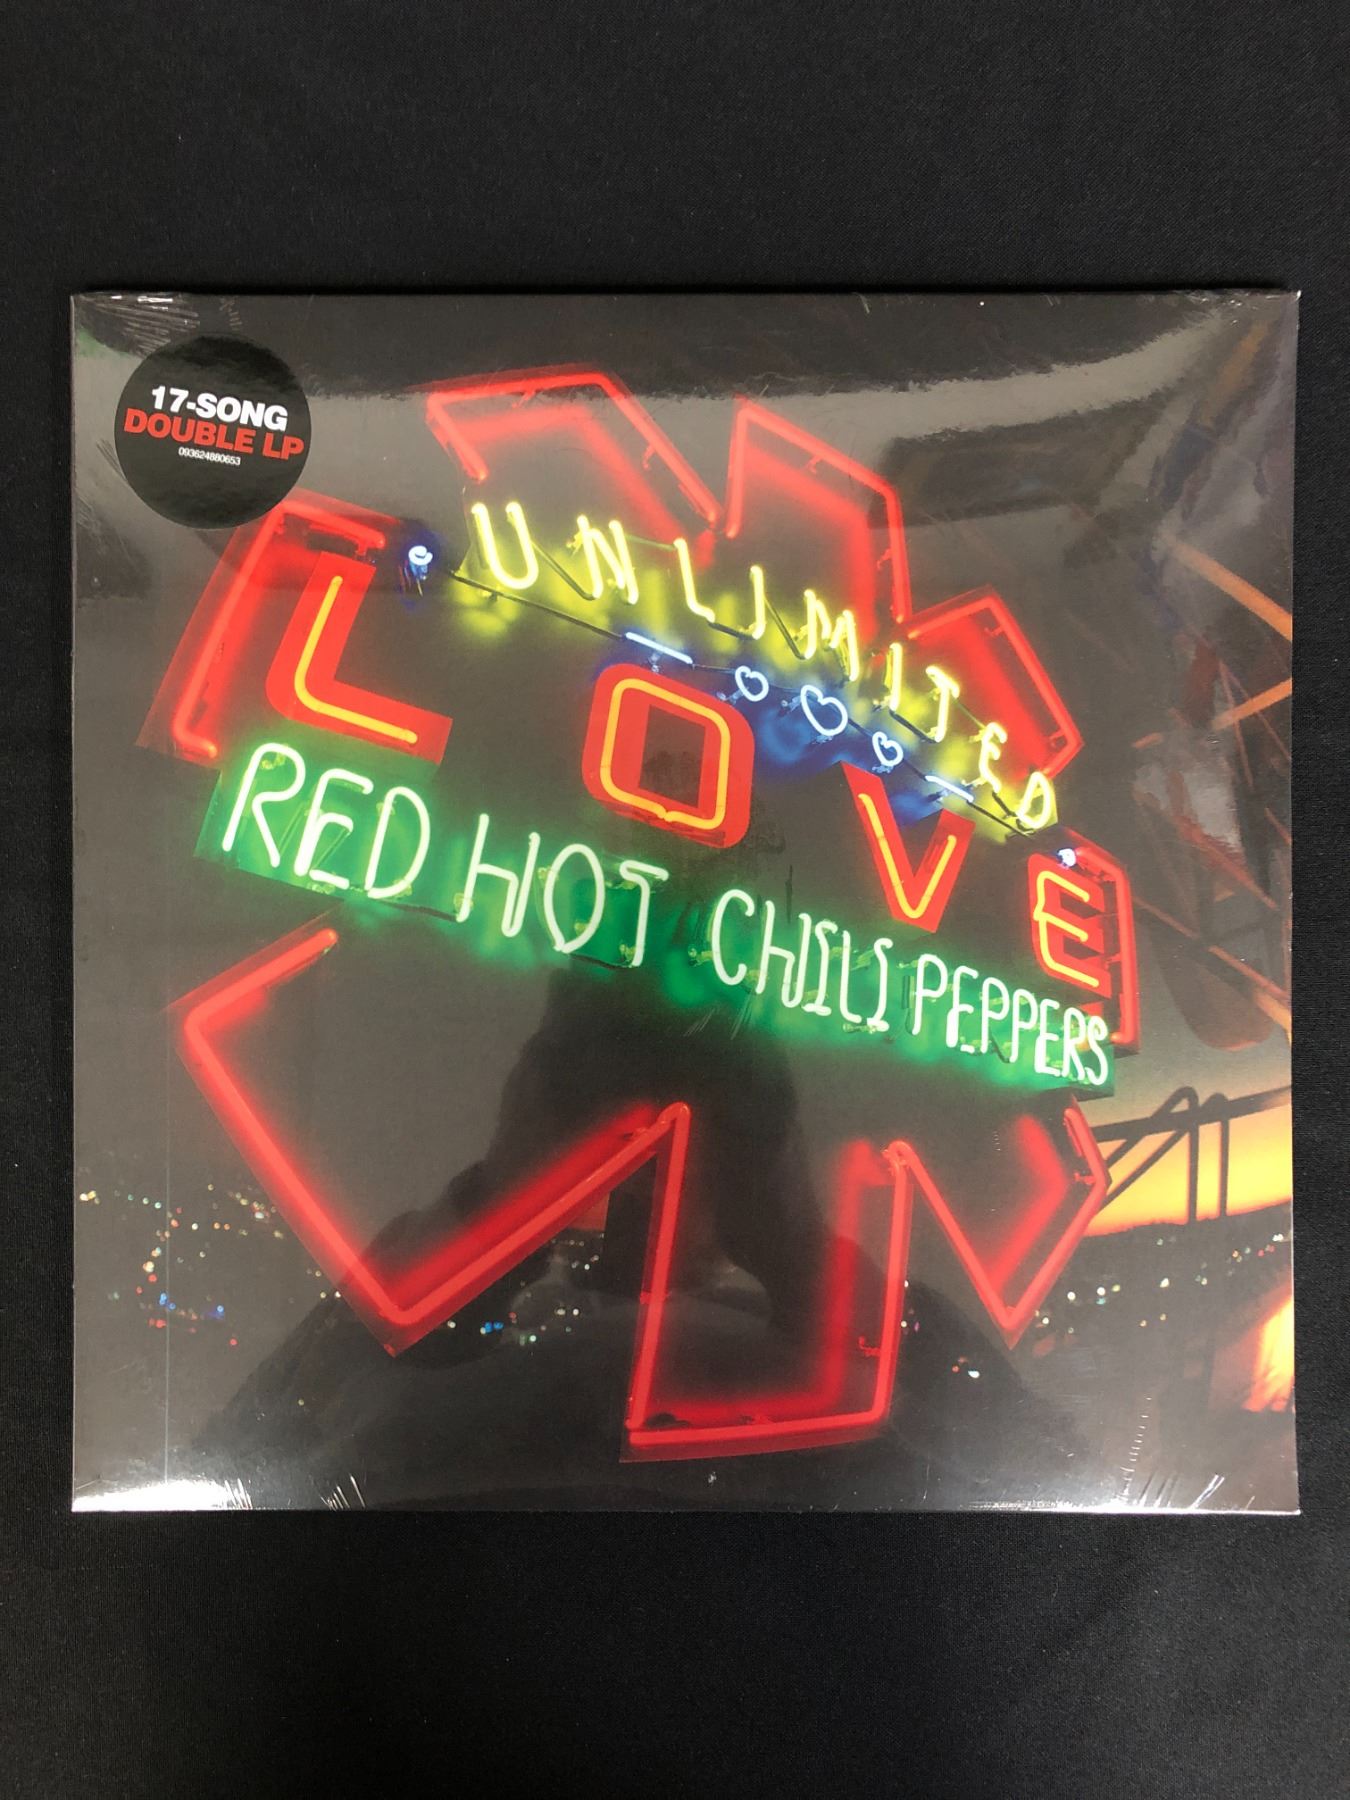 17-SONG
DOUBLE LP
093624880653
UNLIMITED
LOVE
RED HOT CHILI PEPPERS